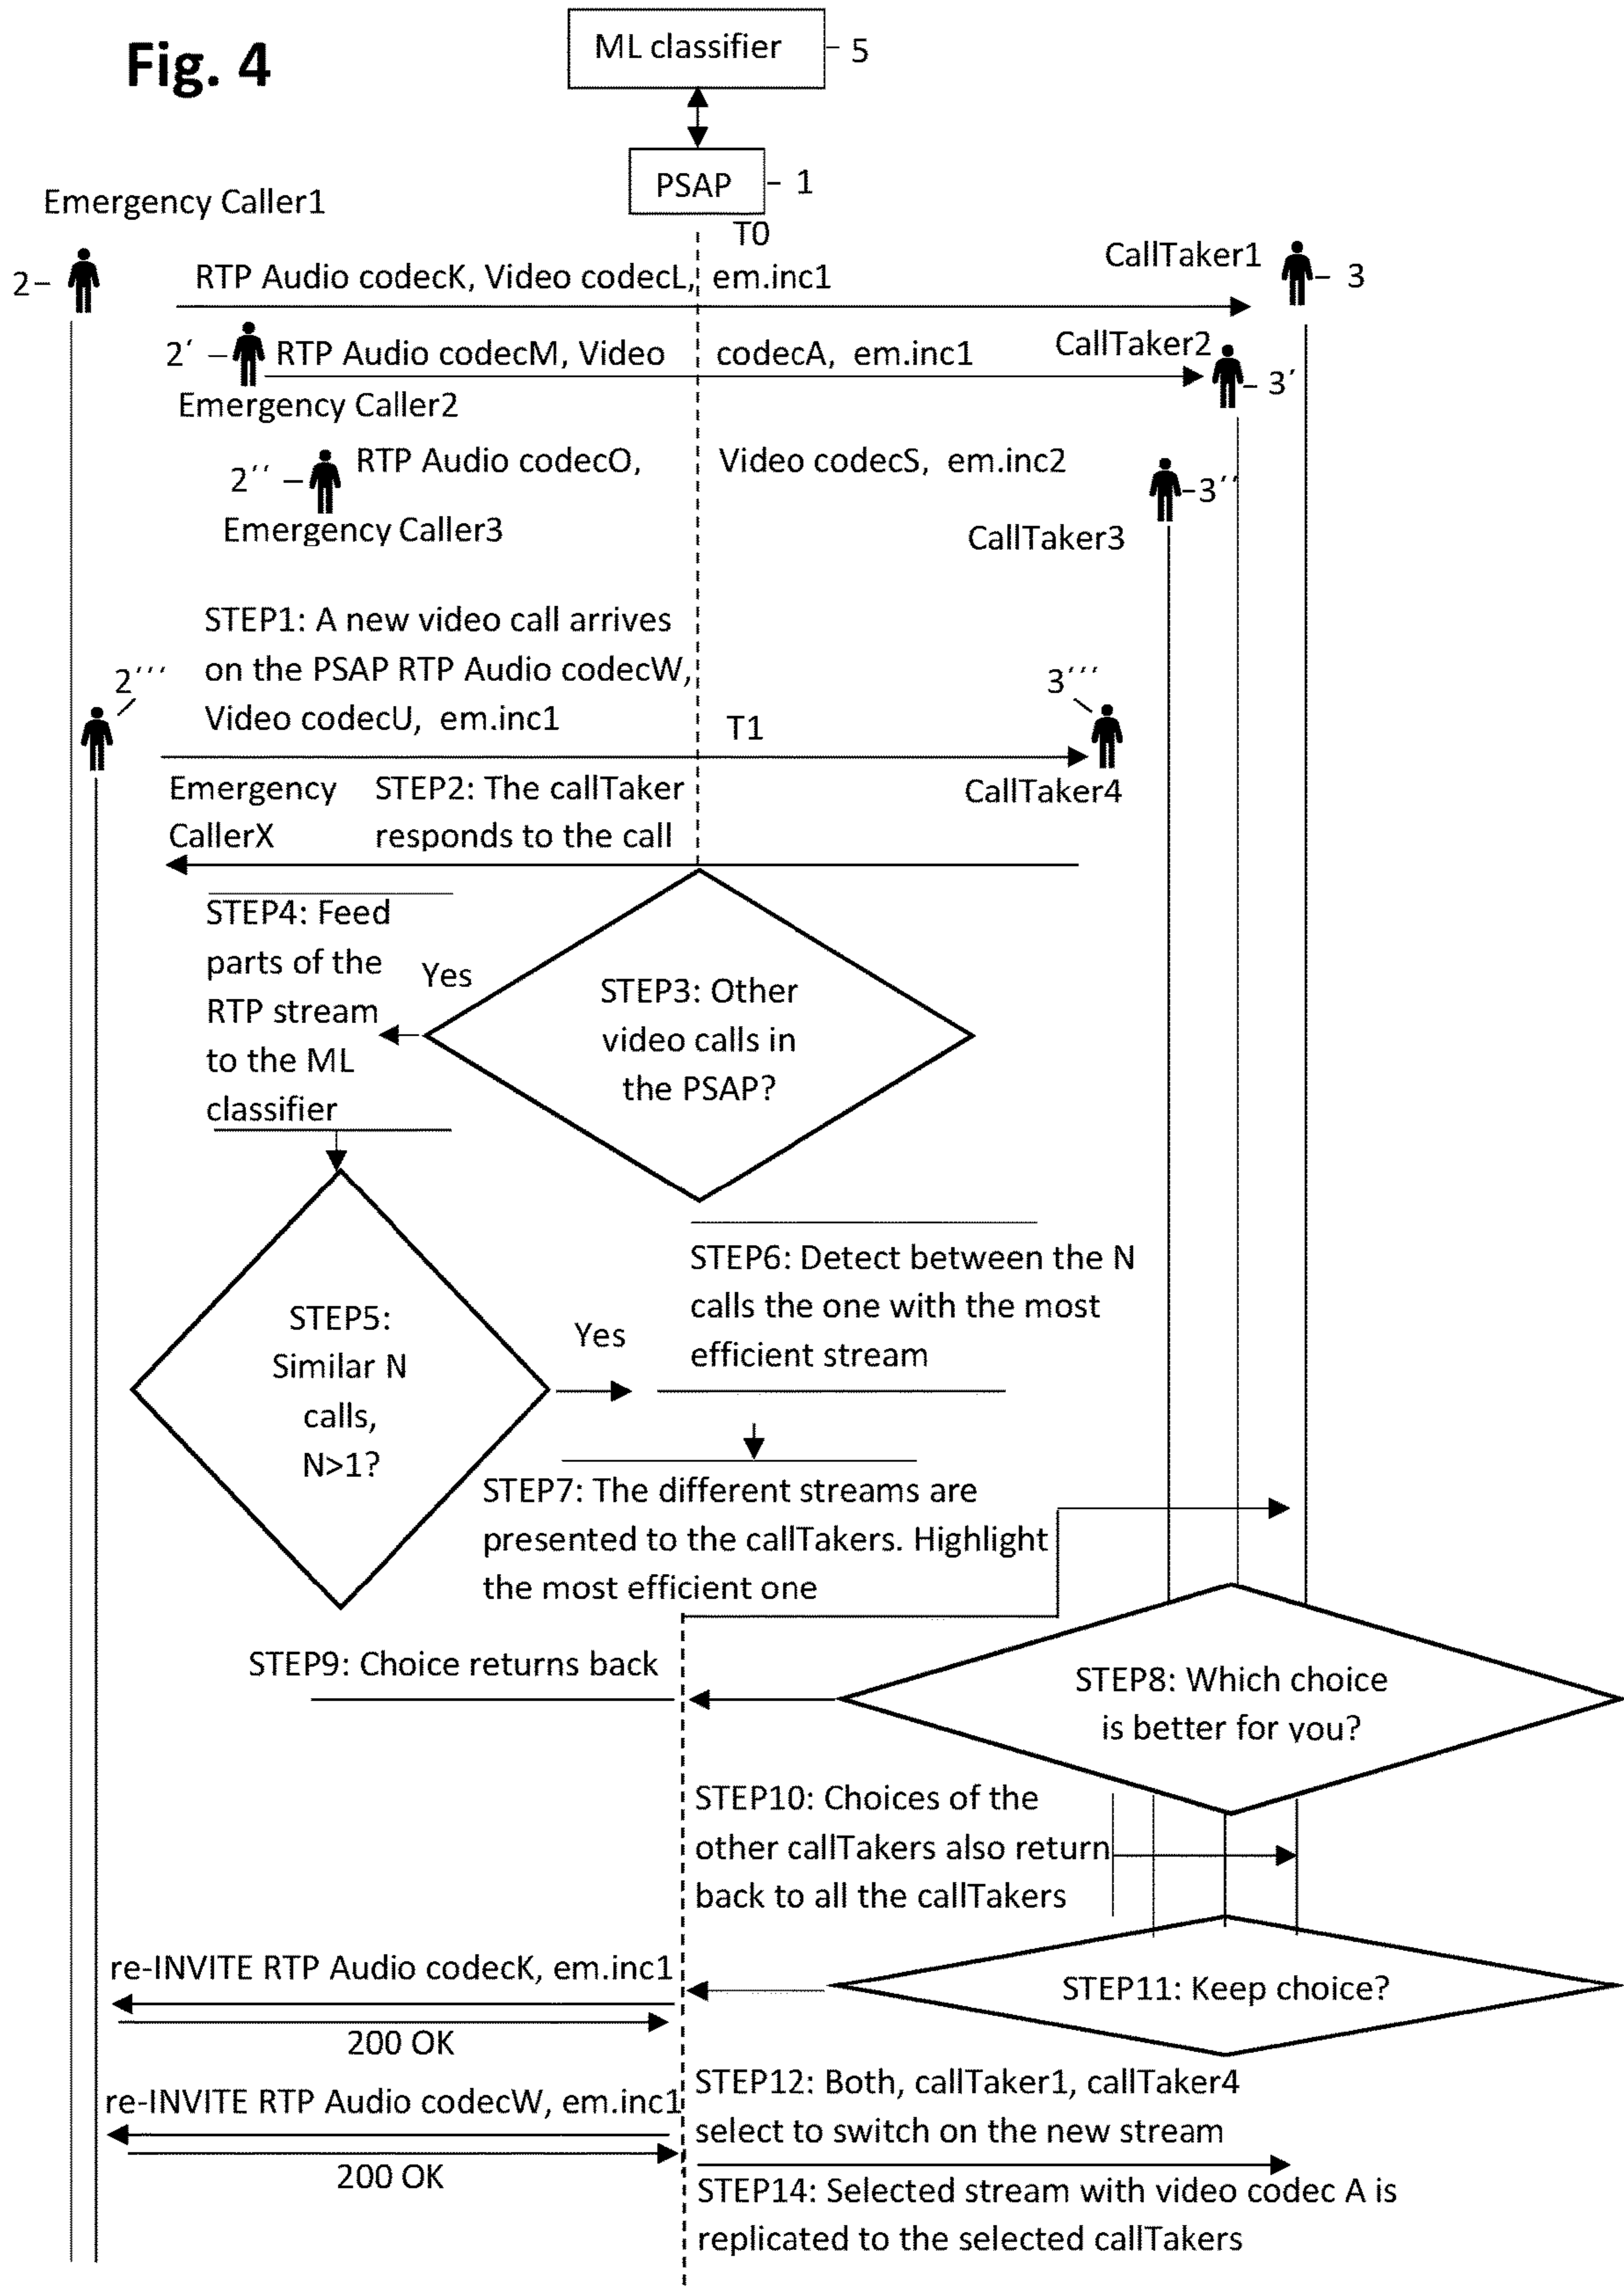 Fig. 4
ML classifier
5
PSAP
1
T0
Emergency Caller1
2
RTP Audio codecK, Video codecL, em.inc1
CallTaker1
3
2′
RTP Audio codecM, Video codecA, em.inc1
CallTaker2
3′
Emergency Caller2
2′′
RTP Audio codecO, Video codecS, em.inc2
3′′
Emergency Caller3
CallTaker3
STEP1: A new video call arrives
on the PSAP RTP Audio codecW,
Video codecU, em.inc1
2′′′
3′′′
T1
Emergency
CallerX
STEP2: The callTaker
responds to the call
CallTaker4
STEP4: Feed
parts of the
RTP stream
to the ML
classifier
Yes
STEP3: Other
video calls in
the PSAP?
STEP5:
Similar N
calls,
N>1?
Yes
STEP6: Detect between the N
calls the one with the most
efficient stream
STEP7: The different streams are
presented to the callTakers. Highlight
the most efficient one
STEP9: Choice returns back
STEP8: Which choice
is better for you?
STEP10: Choices of the
other callTakers also return
back to all the callTakers
re-INVITE RTP Audio codecK, em.inc1
200 OK
STEP11: Keep choice?
re-INVITE RTP Audio codecW, em.inc1
200 OK
STEP12: Both, callTaker1, callTaker4
select to switch on the new stream
STEP14: Selected stream with video codec A is
replicated to the selected callTakers